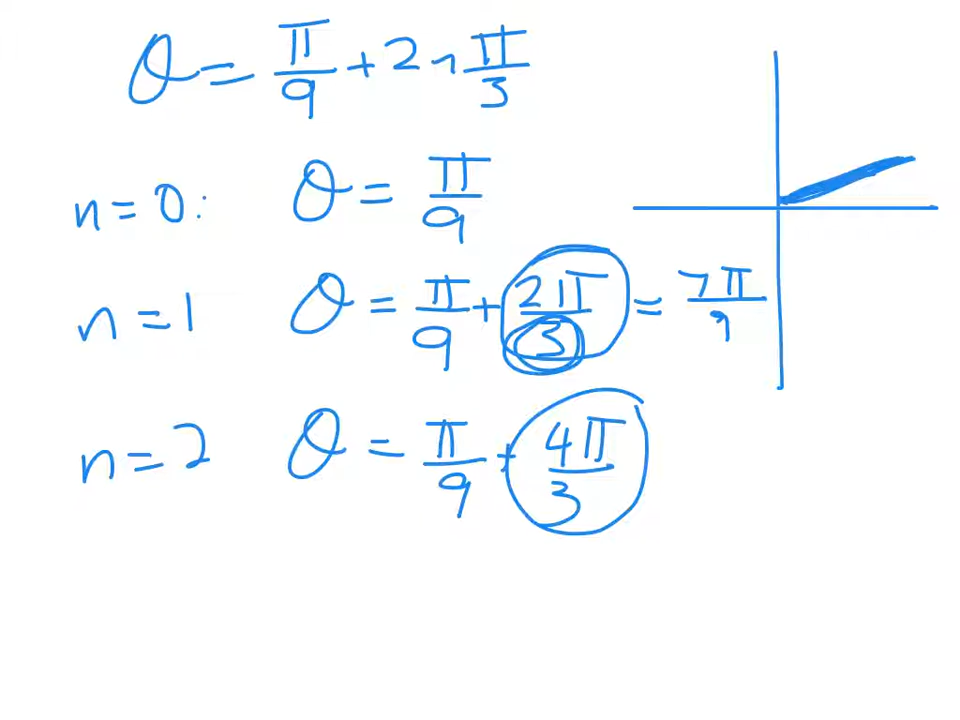 θ = π/9 + 2nπ/3
n=0: θ = π/9
n=1 θ = π/9 + 2π/3 = 7π/9
n=2 θ = π/9 + 4π/3